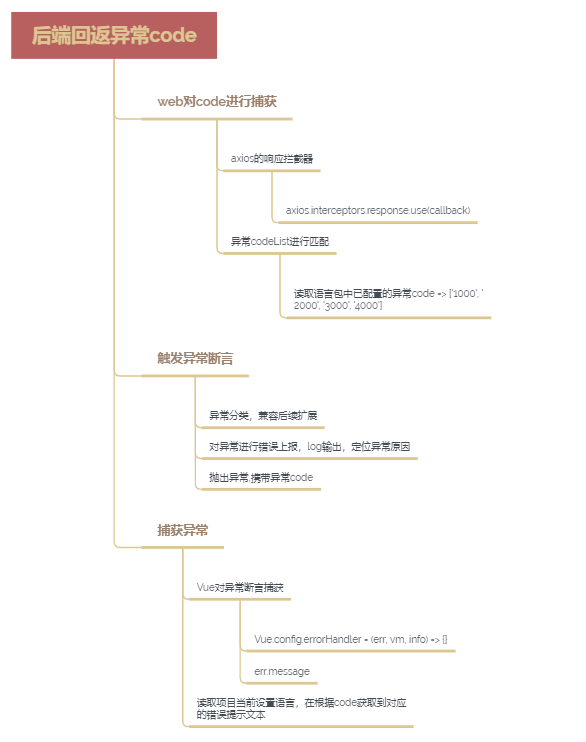 后端回返异常code
web对code进行捕获
axios的响应拦截器
axios.interceptors.response.use(callback)
异常codeList进行匹配
读取语言包中已配置的异常code => ['1000', '
2000', '3000', '4000']
触发异常断言
异常分类，兼容后续扩展
对异常进行错误上报，log输出，定位异常原因
抛出异常,携带异常code
捕获异常
Vue对异常断言捕获
Vue.config.errorHandler = (err, vm, info) => {}
err.message
读取项目当前设置语言，在根据code获取到对应
的错误提示文本